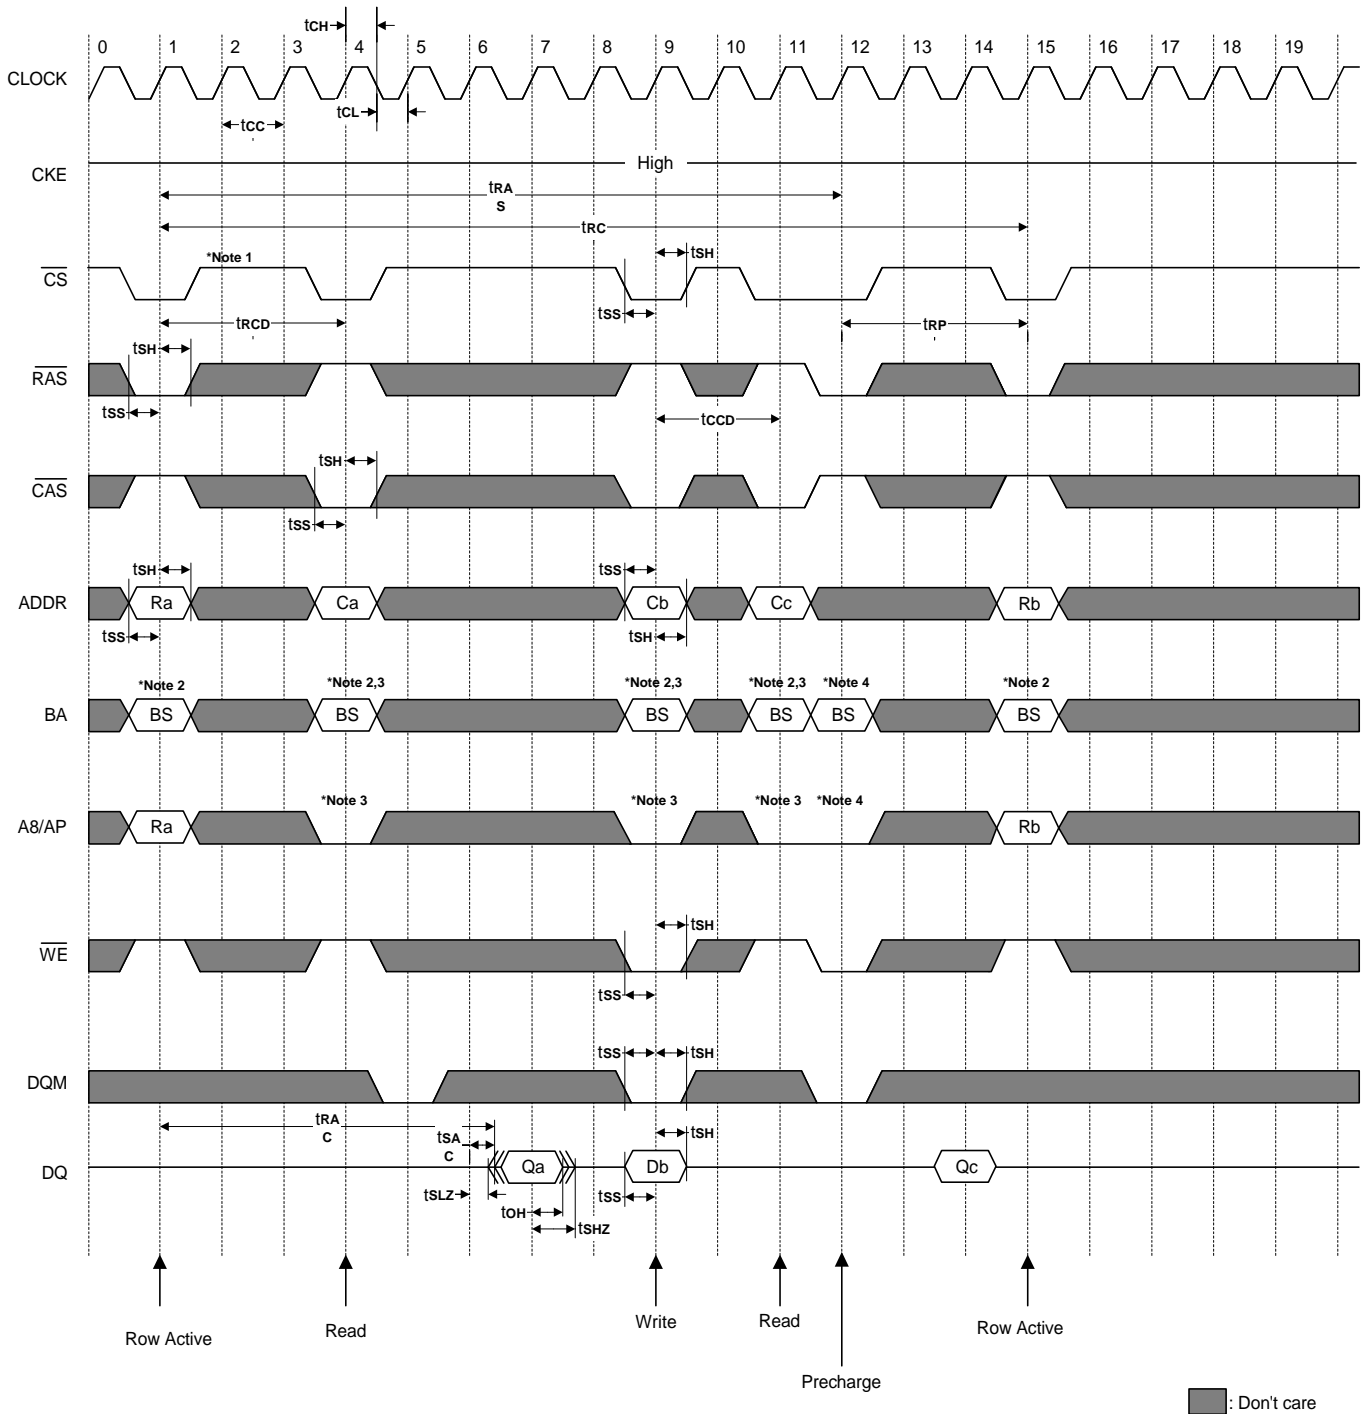 tCH
0 1 2 3 4 5 6 7 8 9 10 11 12 13 14 15 16 17 18 19
CLOCK
tCL
tCC
High
CKE
tRA
S
tRC
*Note 1
tSH
CS
tRCD
tSS
tRP
tSH
RAS
tSS
tCCD
tSH
CAS
tSS
tSH
tSS
ADDR Ra Ca Cb Cc Rb
tSS
tSH
*Note 2 *Note 2,3 *Note 2,3 *Note 2,3 *Note 4 *Note 2
BA BS BS BS BS BS BS
*Note 3 *Note 3 *Note 3 *Note 4
A8/AP Ra Rb
tSH
WE
tSS
tSS tSH
DQM
tRA
C
tSA
C
tSH
DQ Qa Db Qc
tSLZ
tSS
tOH
tSHZ
Row Active Read Write Read Row Active
Precharge
: Don't care